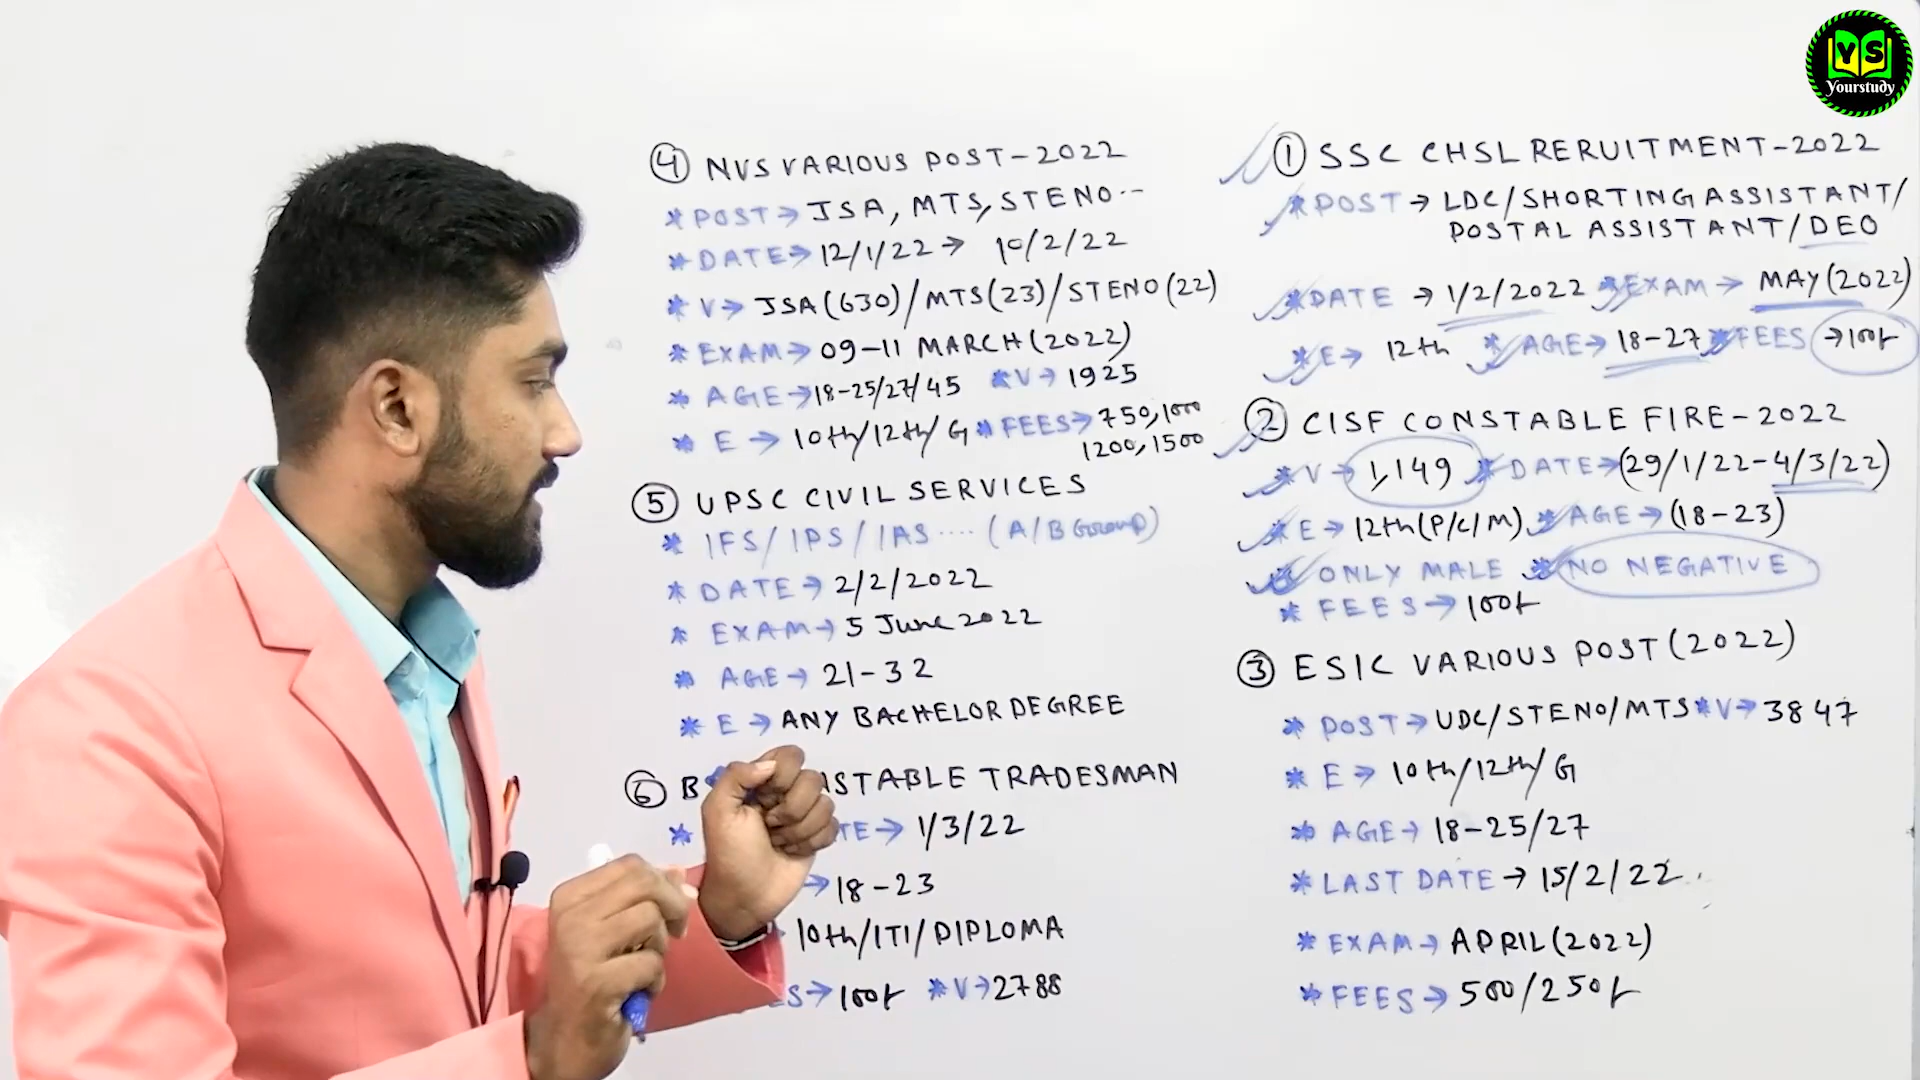 YS
Yourstudy
① SSC CHSL RERUITMENT-2022
* POST → LDC/SHORTING ASSISTANT/
POSTAL ASSISTANT/DEO
* DATE → 1/2/2022 * EXAM → MAY(2022)
* E → 12th * AGE → 18-27 * FEES → 100/-
② CISF CONSTABLE FIRE-2022
* V → 1,149 * DATE → (29/1/22-4/3/22)
* E → 12th(P/C/M) * AGE → (18-23)
* ONLY MALE * NO NEGATIVE
* FEES → 100/-
③ ESIC VARIOUS POST(2022)
* POST → UDC/STENO/MTS * V → 3847
* E → 10th/12th/G
* AGE → 18-25/27
* LAST DATE → 15/2/22
* EXAM → APRIL(2022)
* FEES → 500/250/-
④ NVS VARIOUS POST-2022
* POST → JSA, MTS, STENO--
* DATE → 12/1/22 → 10/2/22
* V → JSA(630)/MTS(23)/STENO(22)
* EXAM → 09-11 MARCH(2022)
* AGE → 18-25/27/45 * V → 1925
* E → 10th/12th/G * FEES → 750,1000
1200,1500
⑤ UPSC CIVIL SERVICES
* IFS/IPS/IAS....(A/B Group)
* DATE → 2/2/2022
* EXAM → 5 June 2022
* AGE → 21-32
* E → ANY BACHELOR DEGREE
⑥ B STABLE TRADESMAN
* TE → 1/3/22
→ 18-23
10th/ITI/DIPLOMA
S → 100/- * V → 2788